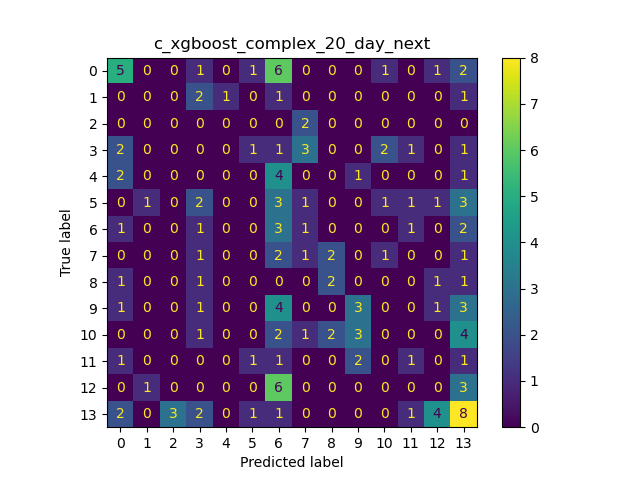 c_xgboost_complex_20_day_next
0 5 0 0 1 0 1 6 0 0 0 1 0 1 2
1 0 0 0 2 1 0 1 0 0 0 0 0 0 1
2 0 0 0 0 0 0 0 2 0 0 0 0 0 0
3 2 0 0 0 0 1 1 3 0 0 2 1 0 1
4 2 0 0 0 0 0 4 0 0 1 0 0 0 1
5 0 1 0 2 0 0 3 1 0 0 1 1 1 3
6 1 0 0 1 0 0 3 1 0 0 0 1 0 2
7 0 0 0 1 0 0 2 1 2 0 1 0 0 1
8 1 0 0 1 0 0 0 0 2 0 0 0 1 1
9 1 0 0 1 0 0 4 0 0 3 0 0 1 3
10 0 0 0 1 0 0 2 1 2 3 0 0 0 4
11 1 0 0 0 0 1 1 0 0 2 0 1 0 1
12 0 1 0 0 0 0 6 0 0 0 0 0 0 3
13 2 0 3 2 0 1 1 0 0 0 0 1 4 8
0 1 2 3 4 5 6 7 8 9 10 11 12 13
Predicted label
True label
8
7
6
5
4
3
2
1
0